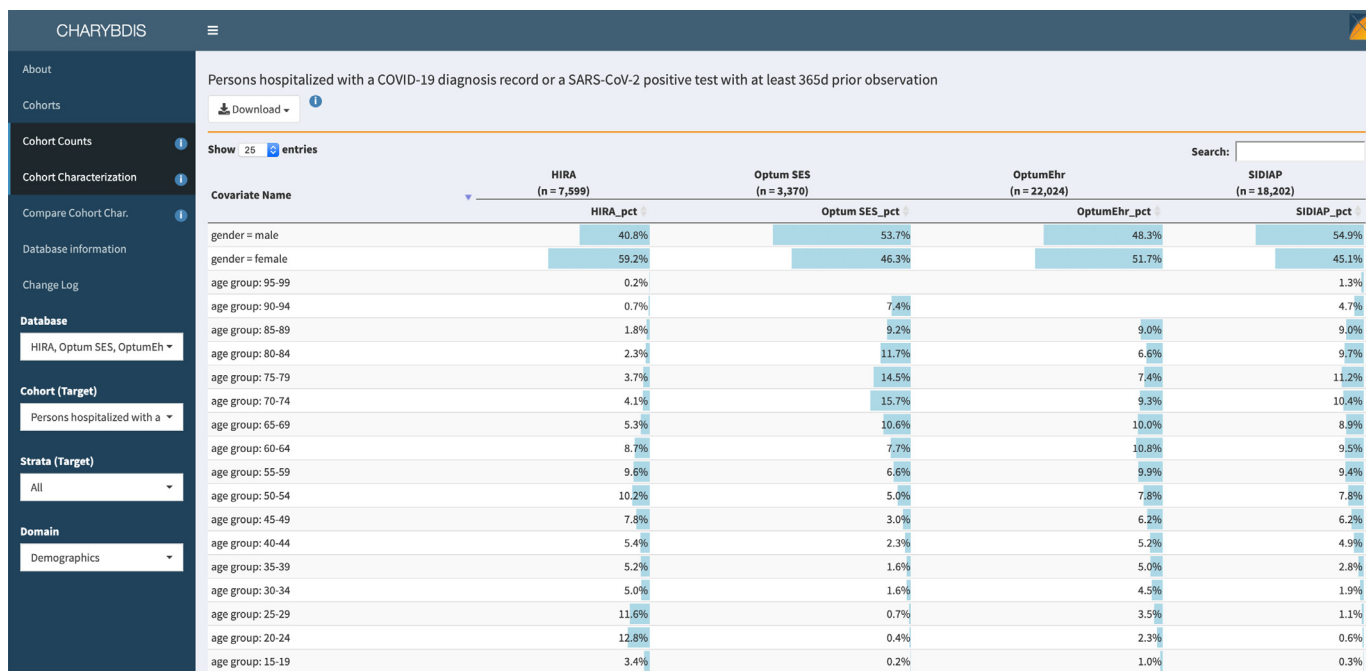 CHARYBDIS
About
Cohorts
Cohort Counts
Cohort Characterization
Compare Cohort Char.
Database information
Change Log
Database
HIRA, Optum SES, OptumEh
Cohort (Target)
Persons hospitalized with a
Strata (Target)
All
Domain
Demographics
Persons hospitalized with a COVID-19 diagnosis record or a SARS-CoV-2 positive test with at least 365d prior observation
Download
Show 25 entries
Search:
HIRA Optum SES OptumEhr SIDIAP
Covariate Name (n = 7,599) (n = 3,370) (n = 22,024) (n = 18,202)
HIRA_pct Optum SES_pct OptumEhr_pct SIDIAP_pct
gender = male 40.8% 53.7% 48.3% 54.9%
gender = female 59.2% 46.3% 51.7% 45.1%
age group: 95-99 0.2% 1.3%
age group: 90-94 0.7% 7.4% 4.7%
age group: 85-89 1.8% 9.2% 9.0% 9.0%
age group: 80-84 2.3% 11.7% 6.6% 9.7%
age group: 75-79 3.7% 14.5% 7.4% 11.2%
age group: 70-74 4.1% 15.7% 9.3% 10.4%
age group: 65-69 5.3% 10.6% 10.0% 8.9%
age group: 60-64 8.7% 7.7% 10.8% 9.5%
age group: 55-59 9.6% 6.6% 9.9% 9.4%
age group: 50-54 10.2% 5.0% 7.8% 7.8%
age group: 45-49 7.8% 3.0% 6.2% 6.2%
age group: 40-44 5.4% 2.3% 5.2% 4.9%
age group: 35-39 5.2% 1.6% 5.0% 2.8%
age group: 30-34 5.0% 1.6% 4.5% 1.9%
age group: 25-29 11.6% 0.7% 3.5% 1.1%
age group: 20-24 12.8% 0.4% 2.3% 0.6%
age group: 15-19 3.4% 0.2% 1.0% 0.3%